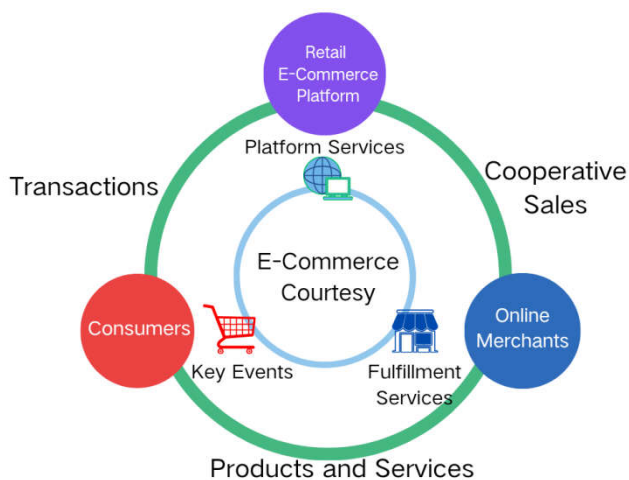 Retail
E-Commerce
Platform
Platform Services
Transactions
Cooperative
Sales
E-Commerce
Courtesy
Consumers
Online
Merchants
Key Events
Fulfillment
Services
Products and Services